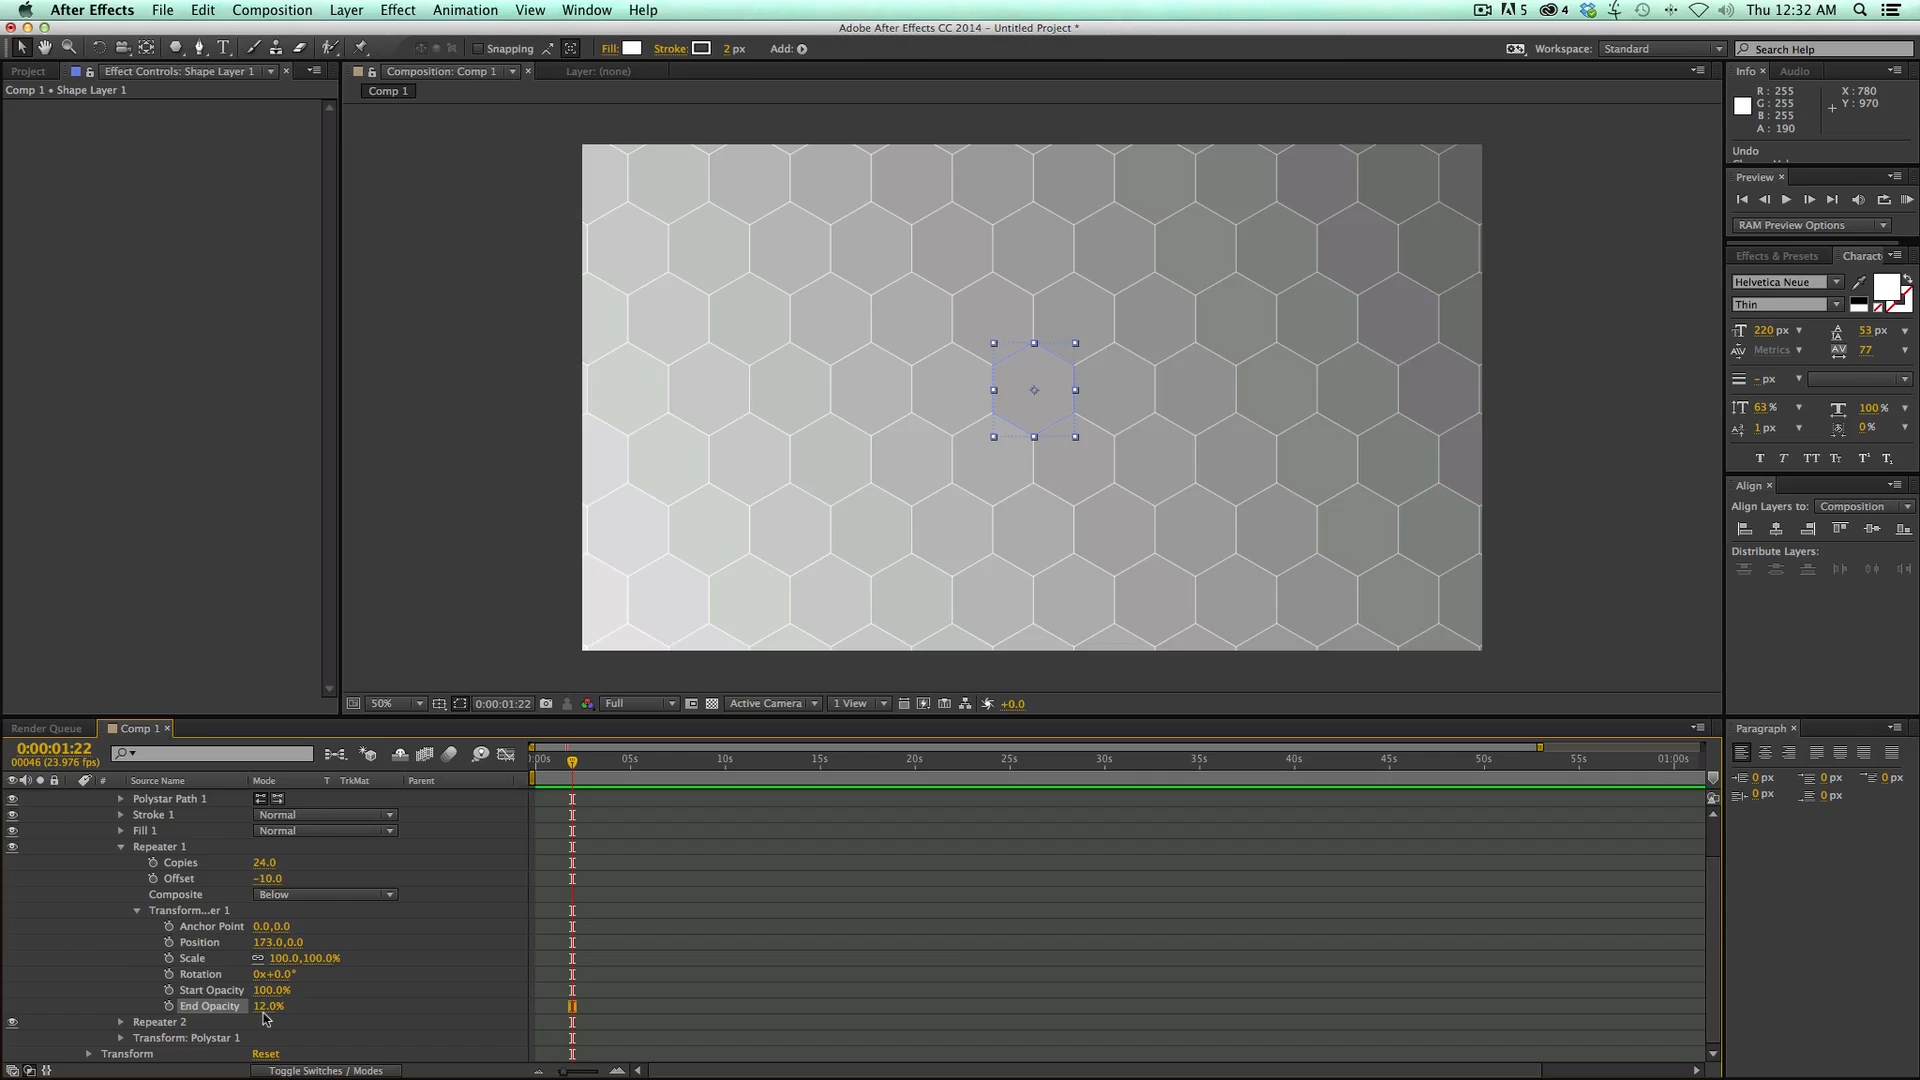 After Effects File Edit Composition Layer Effect Animation View Window Help 5 4 Thu 12:32 AM
Adobe After Effects CC 2014 – Untitled Project *
Snapping Fill: Stroke: 2 px Add: Workspace: Standard Search Help
Project Effect Controls: Shape Layer 1 Composition: Comp 1 Layer: (none) Info Audio
Comp 1 • Shape Layer 1 Comp 1
R: 255 X: 780
G: 255 Y: 970
B: 255
A: 190
Undo
Preview
RAM Preview Options
Effects & Presets Charact
Helvetica Neue
Thin
220 px 53 px
Metrics 77
– px
63 % 100 %
1 px 0 %
T T TT Tt T¹ T₁
Align
Align Layers to: Composition
Distribute Layers:
50% 0:00:01:22 Full Active Camera 1 View +0.0
Render Queue Comp 1 Paragraph
0:00:01:22
00046 (23.976 fps)
:00s 05s 10s 15s 20s 25s 30s 35s 40s 45s 50s 55s 01:00s
# Source Name Mode T TrkMat Parent
0 px 0 px 0 px
0 px 0 px
Polystar Path 1
Stroke 1 Normal
Fill 1 Normal
Repeater 1
Copies 24.0
Offset –10.0
Composite Below
Transform...er 1
Anchor Point 0.0,0.0
Position 173.0,0.0
Scale 100.0,100.0%
Rotation 0x+0.0°
Start Opacity 100.0%
End Opacity 12.0%
Repeater 2
Transform: Polystar 1
Transform Reset
Toggle Switches / Modes